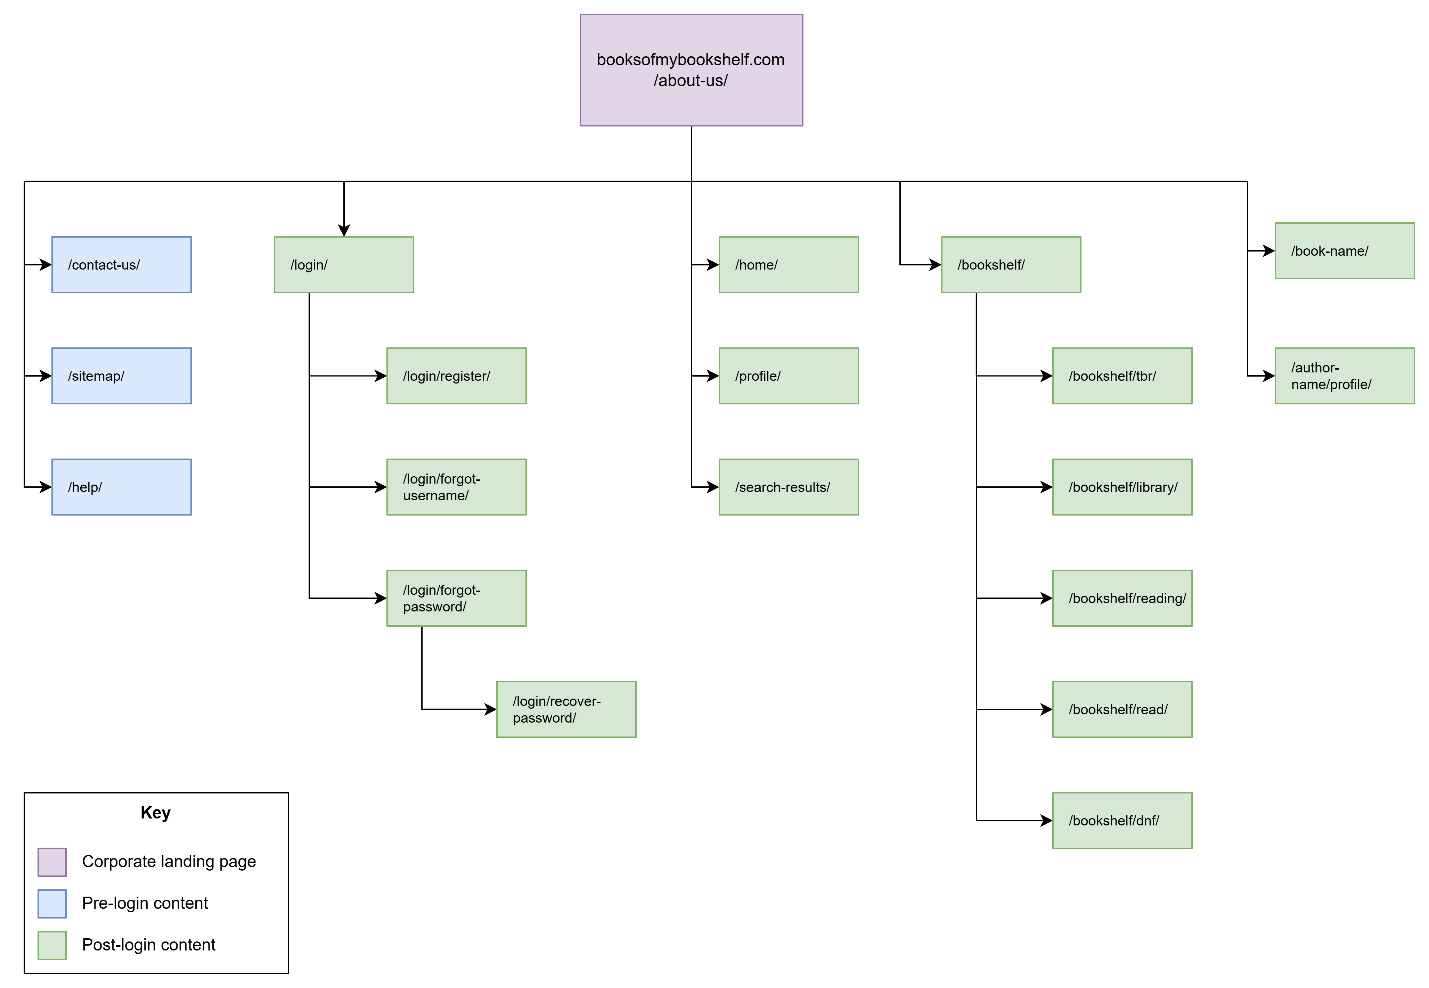 booksofmybookshelf.com
/about-us/
/contact-us/
/sitemap/
/help/
/login/
/login/register/
/login/forgot-
username/
/login/forgot-
password/
/login/recover-
password/
/home/
/profile/
/search-results/
/bookshelf/
/bookshelf/tbr/
/bookshelf/library/
/bookshelf/reading/
/bookshelf/read/
/bookshelf/dnf/
/book-name/
/author-
name/profile/
Key
Corporate landing page
Pre-login content
Post-login content